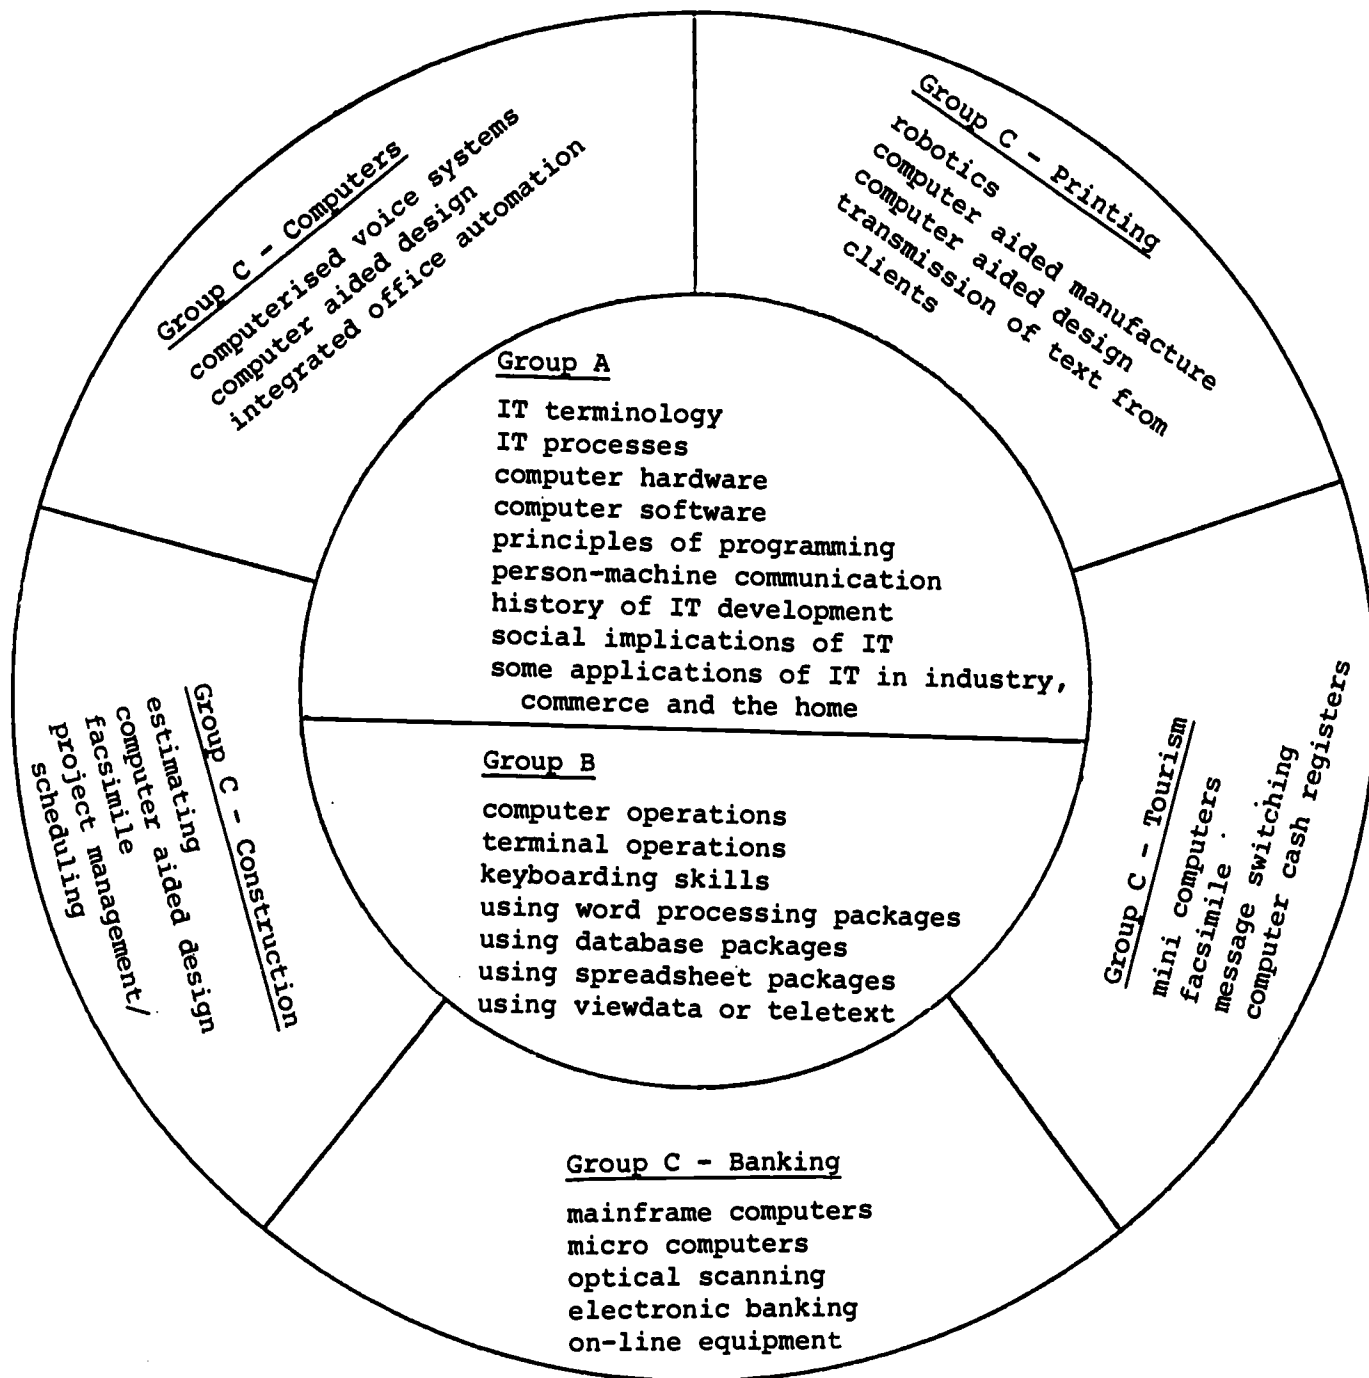 Group C - Computers
computerised voice systems
computer aided design
integrated office automation
Group C - Printing
robotics
computer aided manufacture
computer aided design
transmission of text from
clients
Group A
IT terminology
IT processes
computer hardware
computer software
principles of programming
person-machine communication
history of IT development
social implications of IT
some applications of IT in industry,
commerce and the home
Group B
computer operations
terminal operations
keyboarding skills
using word processing packages
using database packages
using spreadsheet packages
using viewdata or teletext
Group C - Construction
estimating
computer aided design
facsimile
project management/
scheduling
Group C - Tourism
mini computers
facsimile
message switching
computer cash registers
Group C - Banking
mainframe computers
micro computers
optical scanning
electronic banking
on-line equipment